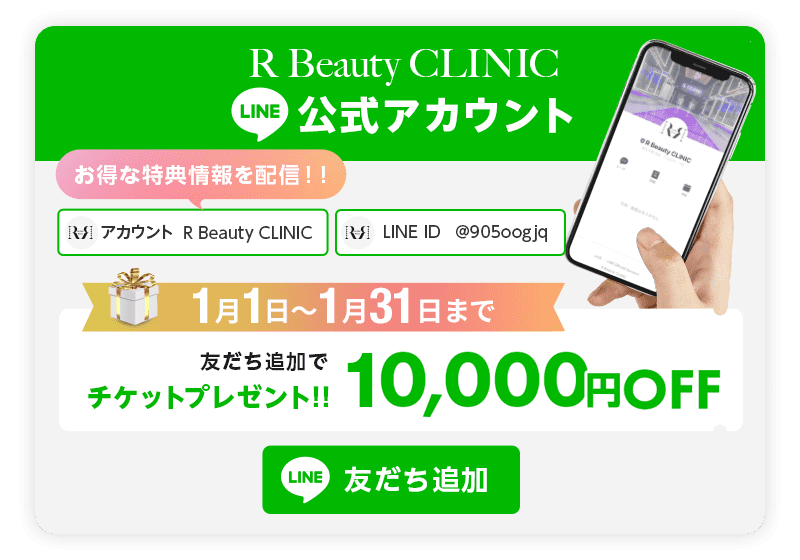 R Beauty CLINIC
LINE 公式アカウント
@ R Beauty CLINIC
お得な特典情報を配信!!
アカウント R Beauty CLINIC
LINE ID @905oogjq
1月1日〜1月31日まで
友だち追加で
チケットプレゼント!!
10,000円OFF
LINE 友だち追加